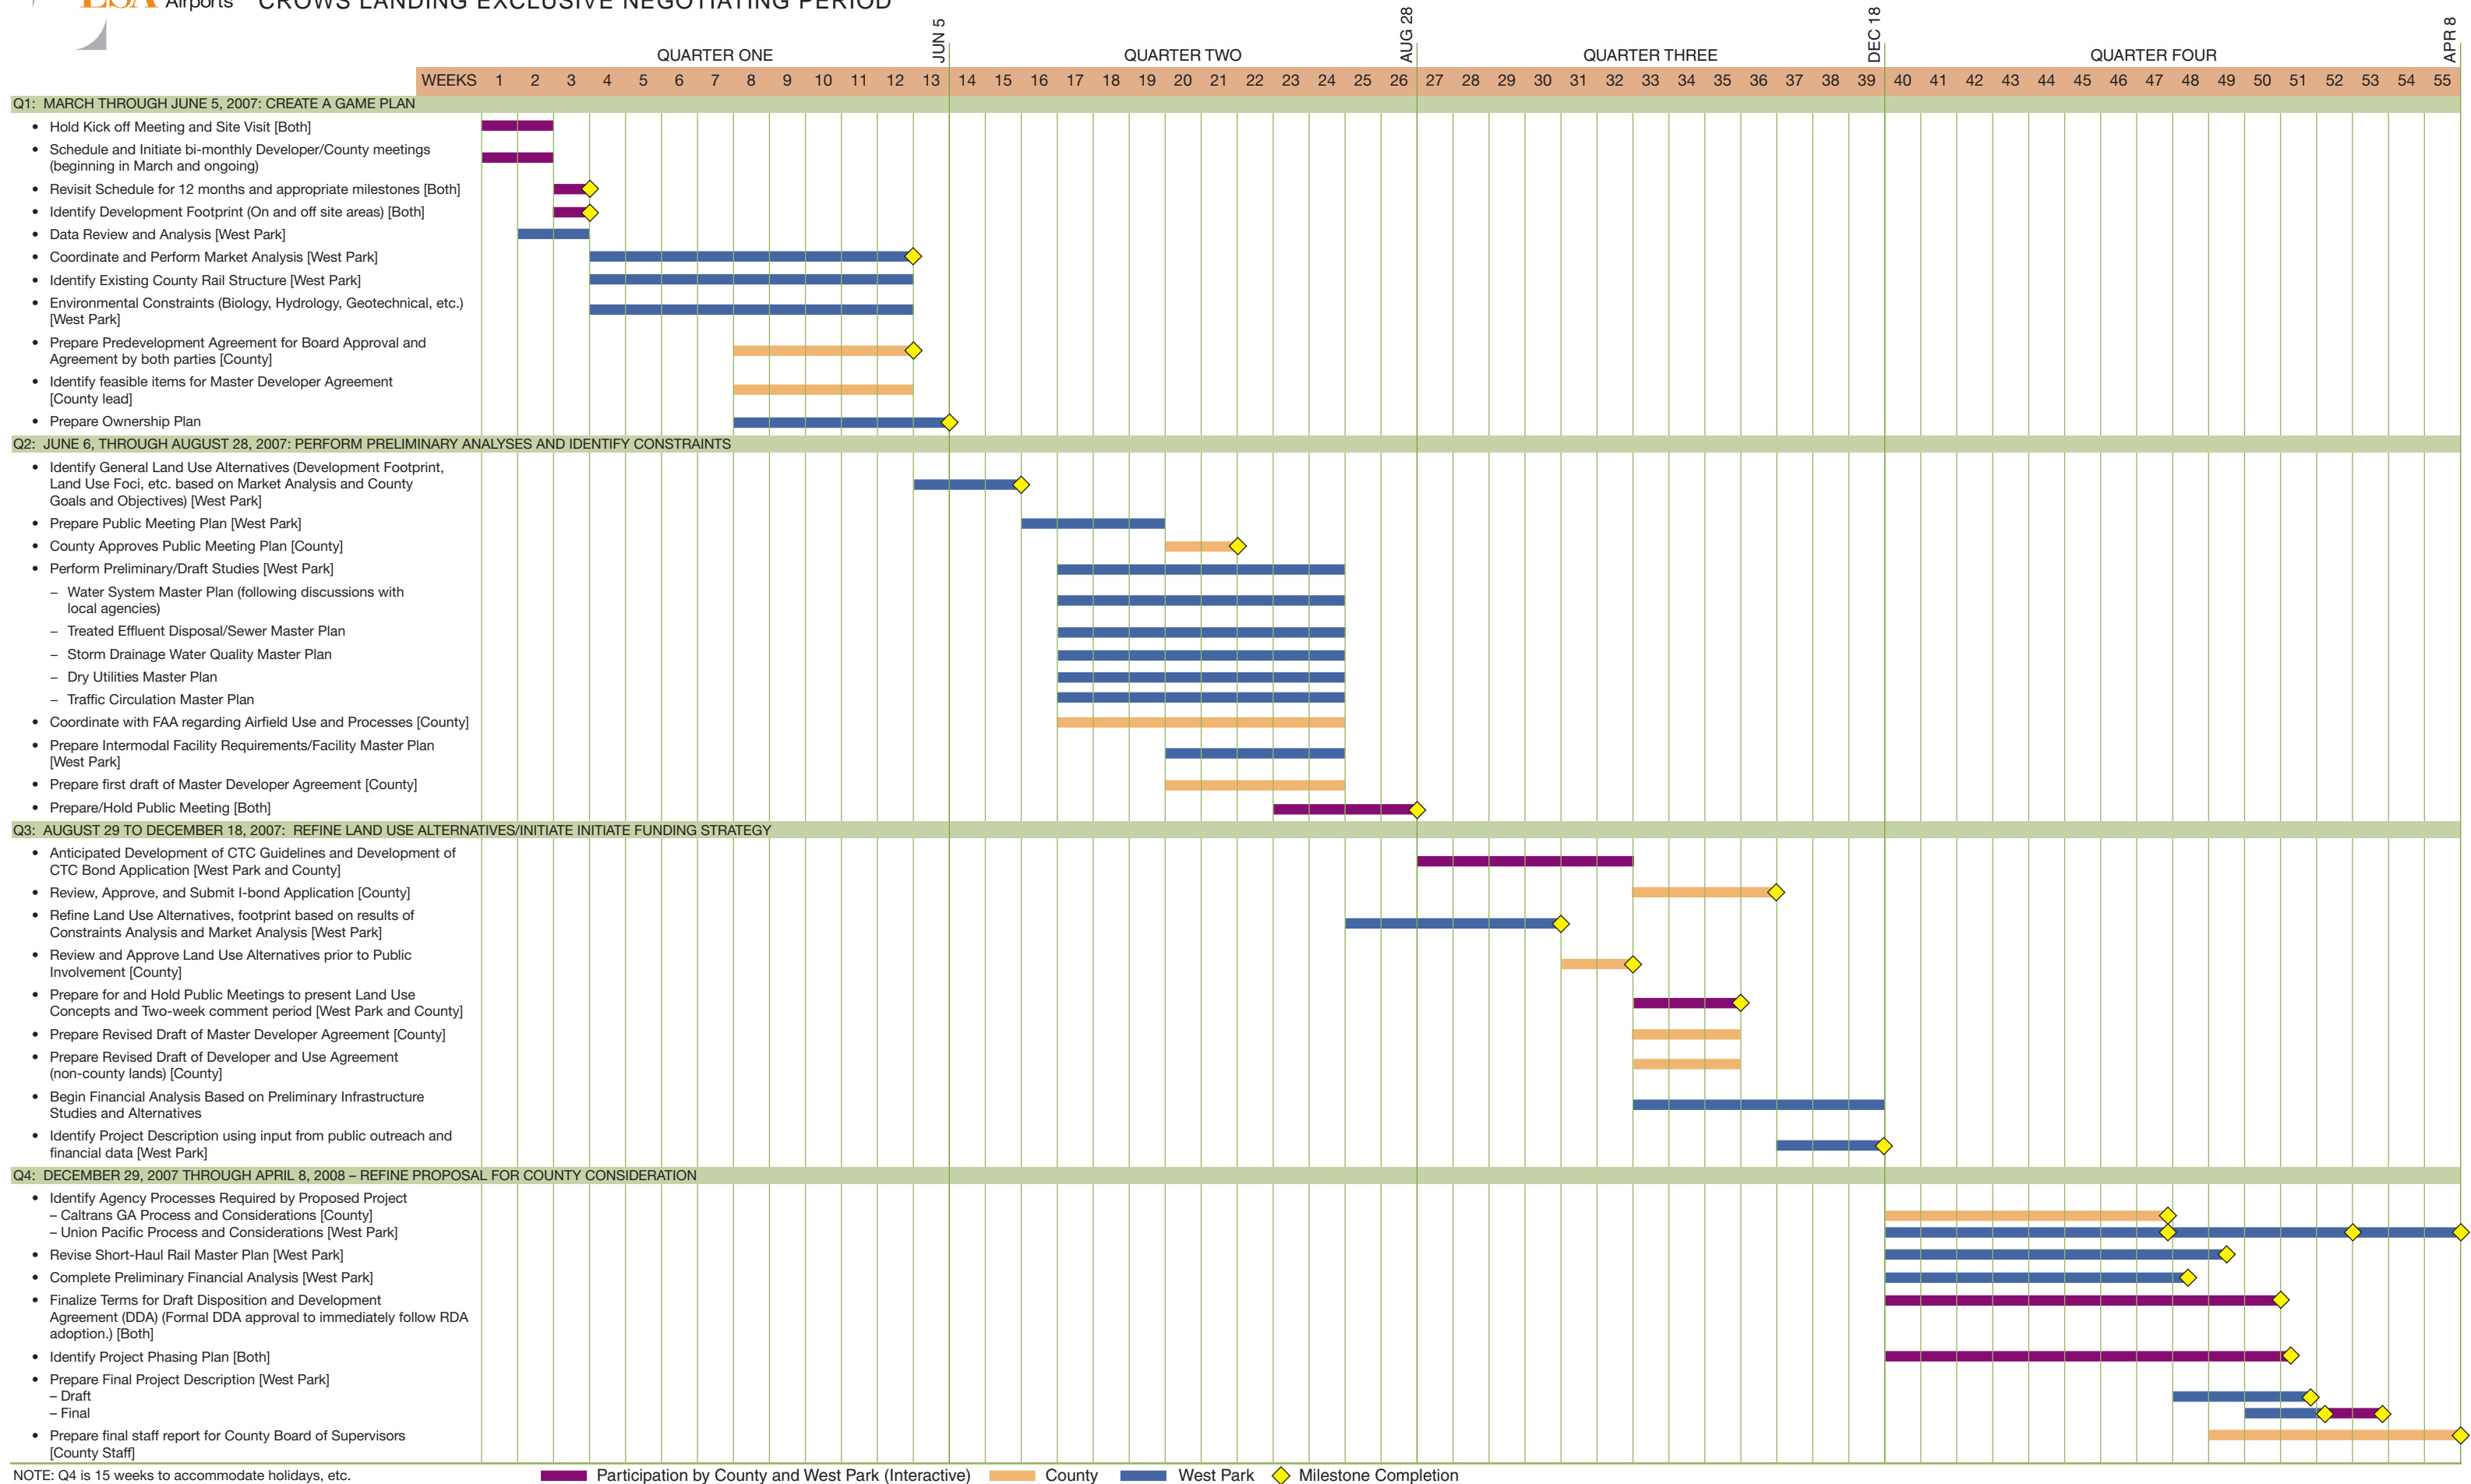 ESA Airports CROWS LANDING EXCLUSIVE NEGOTIATING PERIOD
QUARTER ONE JUN 5 QUARTER TWO AUG 28 QUARTER THREE DEC 18 QUARTER FOUR APR 8
WEEKS 1 2 3 4 5 6 7 8 9 10 11 12 13 14 15 16 17 18 19 20 21 22 23 24 25 26 27 28 29 30 31 32 33 34 35 36 37 38 39 40 41 42 43 44 45 46 47 48 49 50 51 52 53 54 55
Q1: MARCH THROUGH JUNE 5, 2007: CREATE A GAME PLAN
• Hold Kick off Meeting and Site Visit [Both]
• Schedule and Initiate bi-monthly Developer/County meetings
(beginning in March and ongoing)
• Revisit Schedule for 12 months and appropriate milestones [Both]
• Identify Development Footprint (On and off site areas) [Both]
• Data Review and Analysis [West Park]
• Coordinate and Perform Market Analysis [West Park]
• Identify Existing County Rail Structure [West Park]
• Environmental Constraints (Biology, Hydrology, Geotechnical, etc.)
[West Park]
• Prepare Predevelopment Agreement for Board Approval and
Agreement by both parties [County]
• Identify feasible items for Master Developer Agreement
[County lead]
• Prepare Ownership Plan
Q2: JUNE 6, THROUGH AUGUST 28, 2007: PERFORM PRELIMINARY ANALYSES AND IDENTIFY CONSTRAINTS
• Identify General Land Use Alternatives (Development Footprint,
Land Use Foci, etc. based on Market Analysis and County
Goals and Objectives) [West Park]
• Prepare Public Meeting Plan [West Park]
• County Approves Public Meeting Plan [County]
• Perform Preliminary/Draft Studies [West Park]
– Water System Master Plan (following discussions with
local agencies)
– Treated Effluent Disposal/Sewer Master Plan
– Storm Drainage Water Quality Master Plan
– Dry Utilities Master Plan
– Traffic Circulation Master Plan
• Coordinate with FAA regarding Airfield Use and Processes [County]
• Prepare Intermodal Facility Requirements/Facility Master Plan
[West Park]
• Prepare first draft of Master Developer Agreement [County]
• Prepare/Hold Public Meeting [Both]
Q3: AUGUST 29 TO DECEMBER 18, 2007: REFINE LAND USE ALTERNATIVES/INITIATE INITIATE FUNDING STRATEGY
• Anticipated Development of CTC Guidelines and Development of
CTC Bond Application [West Park and County]
• Review, Approve, and Submit I-bond Application [County]
• Refine Land Use Alternatives, footprint based on results of
Constraints Analysis and Market Analysis [West Park]
• Review and Approve Land Use Alternatives prior to Public
Involvement [County]
• Prepare for and Hold Public Meetings to present Land Use
Concepts and Two-week comment period [West Park and County]
• Prepare Revised Draft of Master Developer Agreement [County]
• Prepare Revised Draft of Developer and Use Agreement
(non-county lands) [County]
• Begin Financial Analysis Based on Preliminary Infrastructure
Studies and Alternatives
• Identify Project Description using input from public outreach and
financial data [West Park]
Q4: DECEMBER 29, 2007 THROUGH APRIL 8, 2008 – REFINE PROPOSAL FOR COUNTY CONSIDERATION
• Identify Agency Processes Required by Proposed Project
– Caltrans GA Process and Considerations [County]
– Union Pacific Process and Considerations [West Park]
• Revise Short-Haul Rail Master Plan [West Park]
• Complete Preliminary Financial Analysis [West Park]
• Finalize Terms for Draft Disposition and Development
Agreement (DDA) (Formal DDA approval to immediately follow RDA
adoption.) [Both]
• Identify Project Phasing Plan [Both]
• Prepare Final Project Description [West Park]
– Draft
– Final
• Prepare final staff report for County Board of Supervisors
[County Staff]
NOTE: Q4 is 15 weeks to accommodate holidays, etc. Participation by County and West Park (Interactive) County West Park Milestone Completion